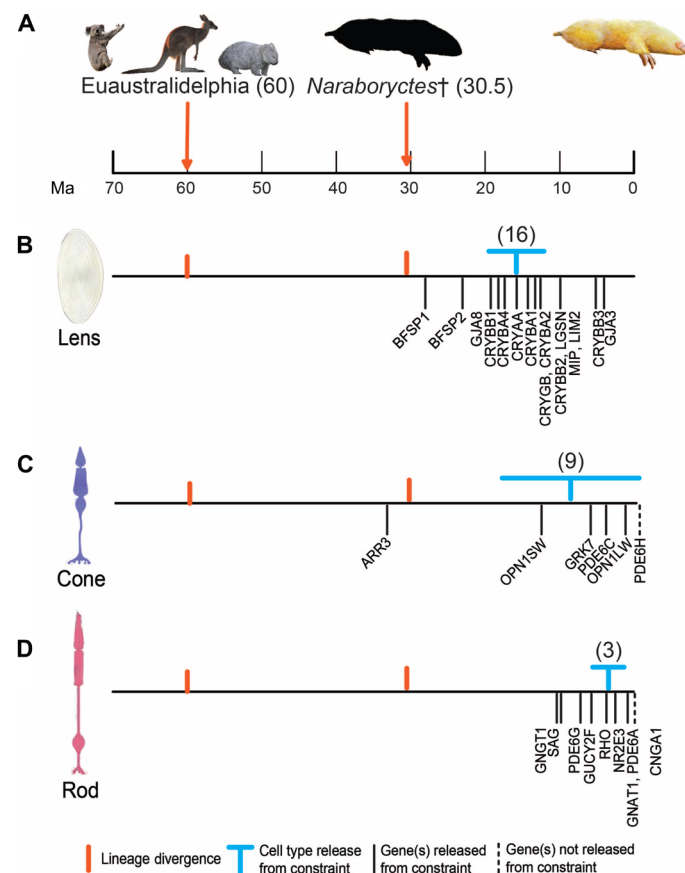 A
Euaustralidelphia (60)
Naraboryctes† (30.5)
Ma
70
60
50
40
30
20
10
0
B
(16)
Lens
BFSP1
BFSP2
GJA8
CRYBB1
CRYBA4
CRYAA
CRYBA1
CRYGB, CRYBA2
CRYBB2, LGSN
MIP, LIM2
CRYBB3
GJA3
C
(9)
Cone
ARR3
OPN1SW
GRK7
PDE6C
OPN1LW
PDE6H
D
(3)
Rod
GNGT1
SAG
PDE6G
GUCY2F
RHO
NR2E3
GNAT1, PDE6A
CNGA1
Lineage divergence
Cell type release
from constraint
Gene(s) released
from constraint
Gene(s) not released
from constraint